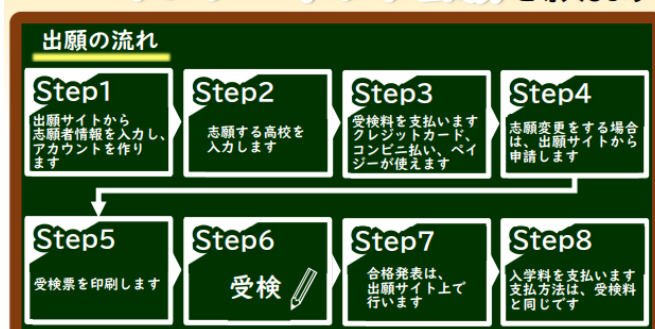 出願の流れ
Step1
出願サイトから
志願者情報を入力し、
アカウントを作り
ます
Step2
志願する高校を
入力します
Step3
受検料を支払います
クレジットカード、
コンビニ払い、ペイ
ジーが使えます
Step4
志願変更をする場合
は、出願サイトから
申請します
Step5
受検票を印刷します
Step6
受検
Step7
合格発表は、
出願サイト上で
行います
Step8
入学料を支払います
支払方法は、受検料
と同じです